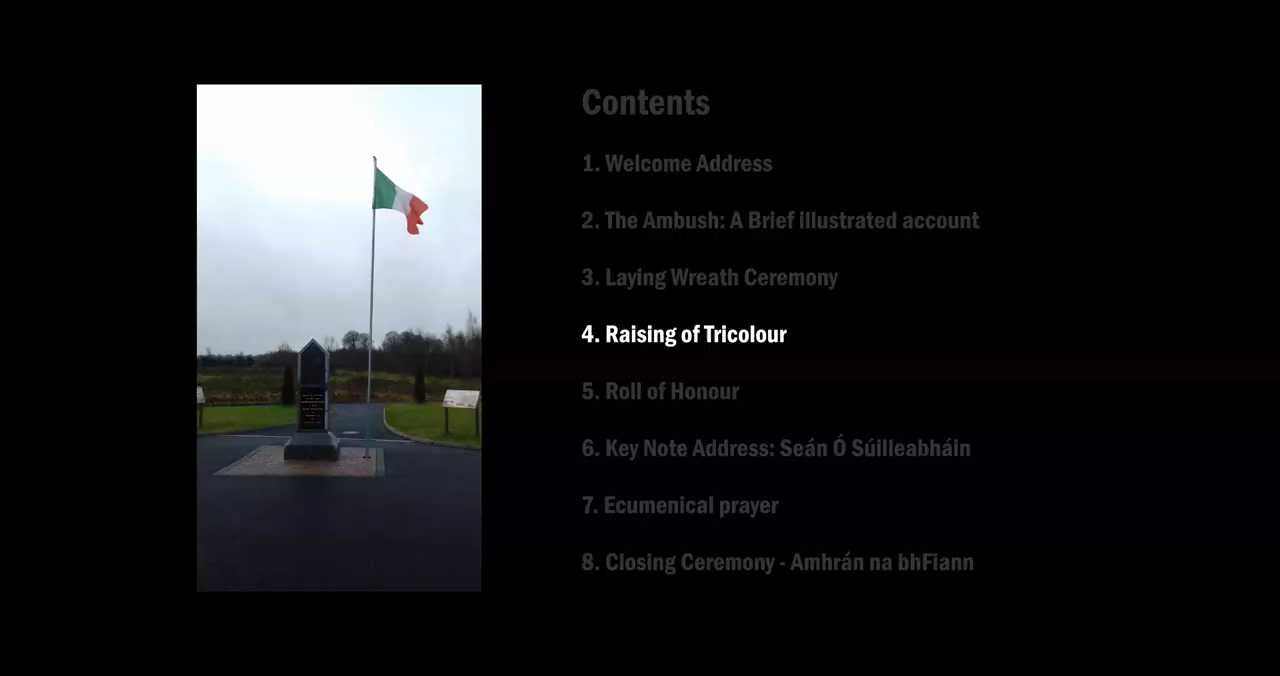 Contents
1. Welcome Address
2. The Ambush: A Brief illustrated account
3. Laying Wreath Ceremony
4. Raising of Tricolour
5. Roll of Honour
6. Key Note Address: Seán Ó Súilleabháin
7. Ecumenical prayer
8. Closing Ceremony - Amhrán na bhFiann